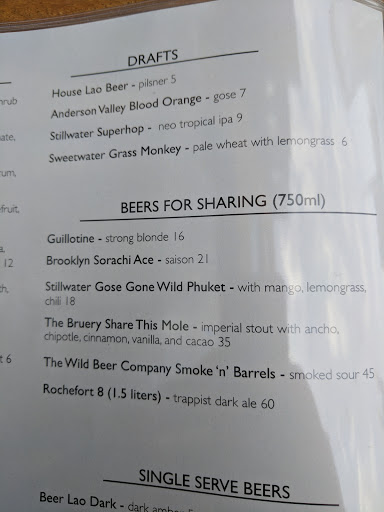 DRAFTS
House Lao Beer - pilsner 5
Anderson Valley Blood Orange - gose 7
Stillwater Superhop - neo tropical ipa 9
Sweetwater Grass Monkey - pale wheat with lemongrass 6
BEERS FOR SHARING (750ml)
Guillotine - strong blonde 16
Brooklyn Sorachi Ace - saison 21
Stillwater Gose Gone Wild Phuket - with mango, lemongrass,
chili 18
The Bruery Share This Mole - imperial stout with ancho,
chipotle, cinnamon, vanilla, and cacao 35
The Wild Beer Company Smoke 'n' Barrels - smoked sour 45
Rochefort 8 (1.5 liters) - trappist dark ale 60
SINGLE SERVE BEERS
Beer Lao Dark - dark
12
6